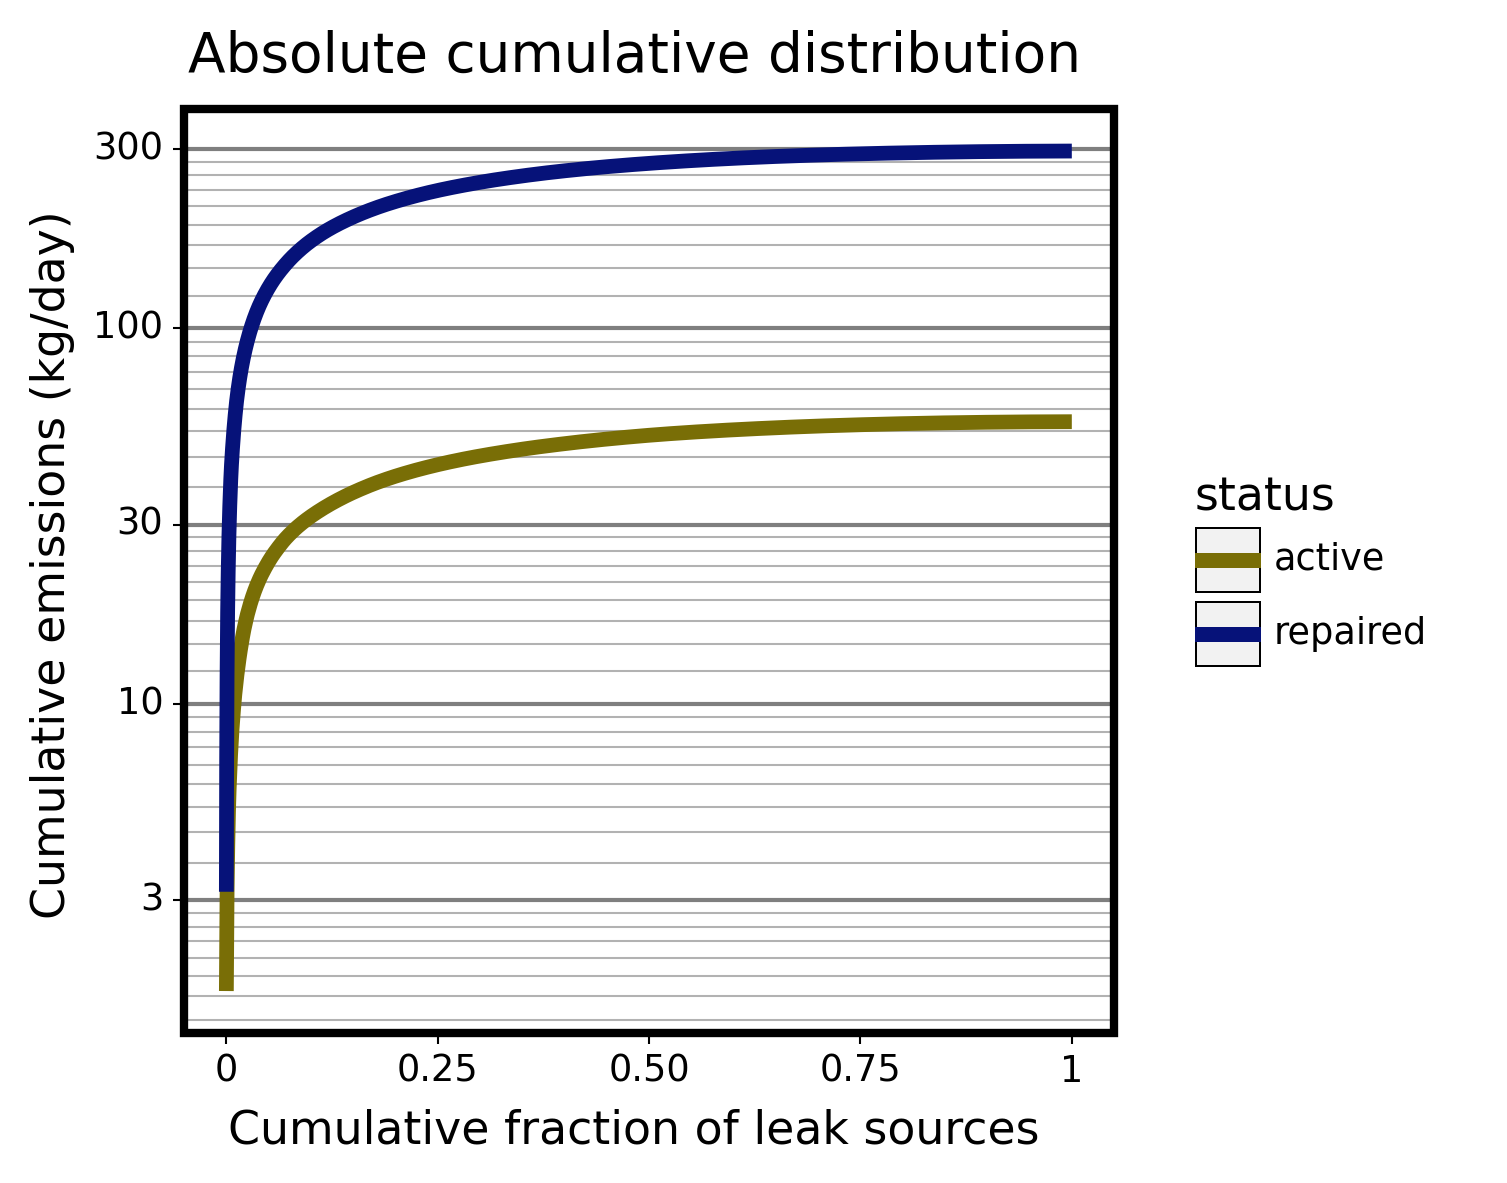 Absolute cumulative distribution
Cumulative emissions (kg/day)
300
100
30
10
3
0
0.25
0.50
0.75
1
Cumulative fraction of leak sources
status
active
repaired